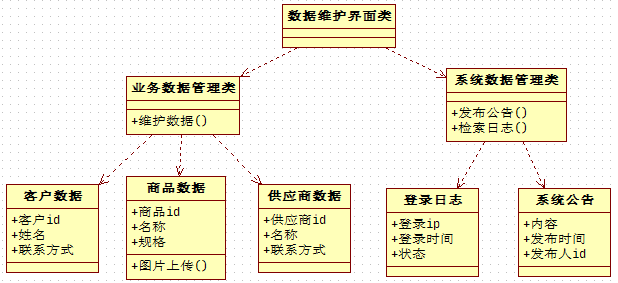 数据维护界面类
业务数据管理类
+维护数据()
系统数据管理类
+发布公告()
+检索日志()
客户数据
+客户id
+姓名
+联系方式
商品数据
+商品id
+名称
+规格
+图片上传()
供应商数据
+供应商id
+名称
+联系方式
登录日志
+登录ip
+登录时间
+状态
系统公告
+内容
+发布时间
+发布人id